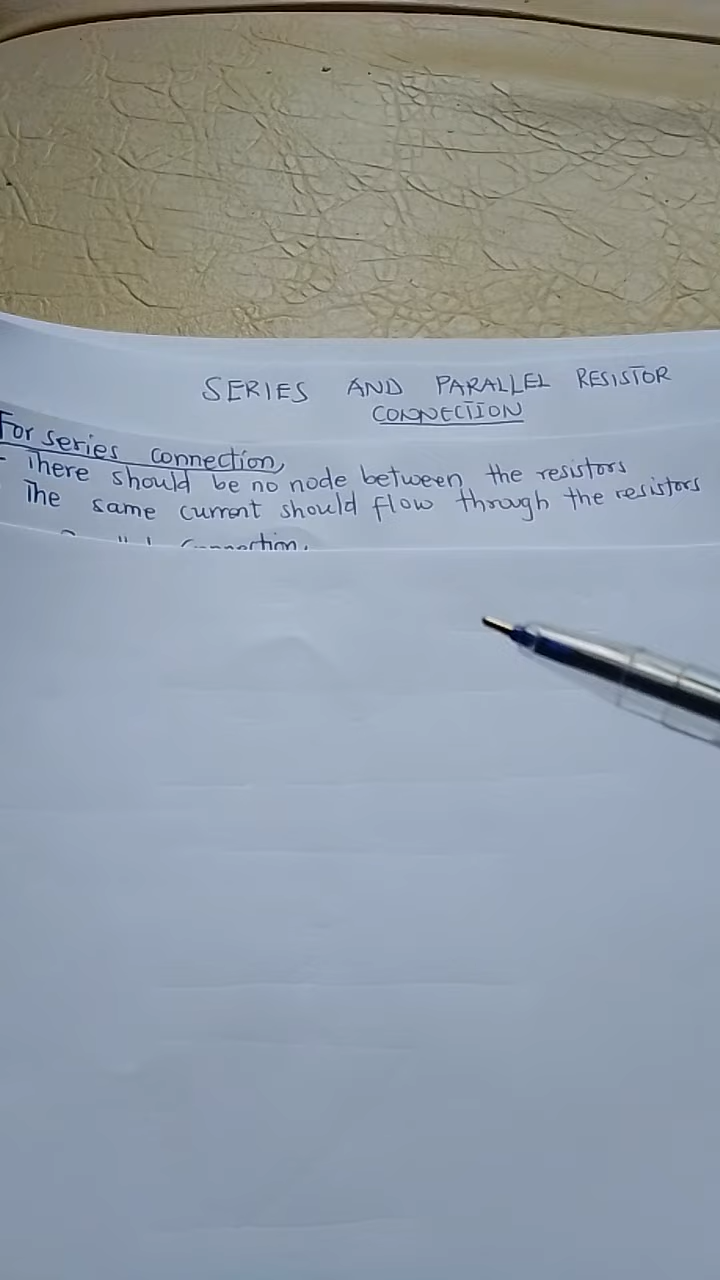 SERIES AND PARALLEL RESISTOR
CONNECTION
For series connection,
- There should be no node between the resistors
The same current should flow through the resistors
connection,